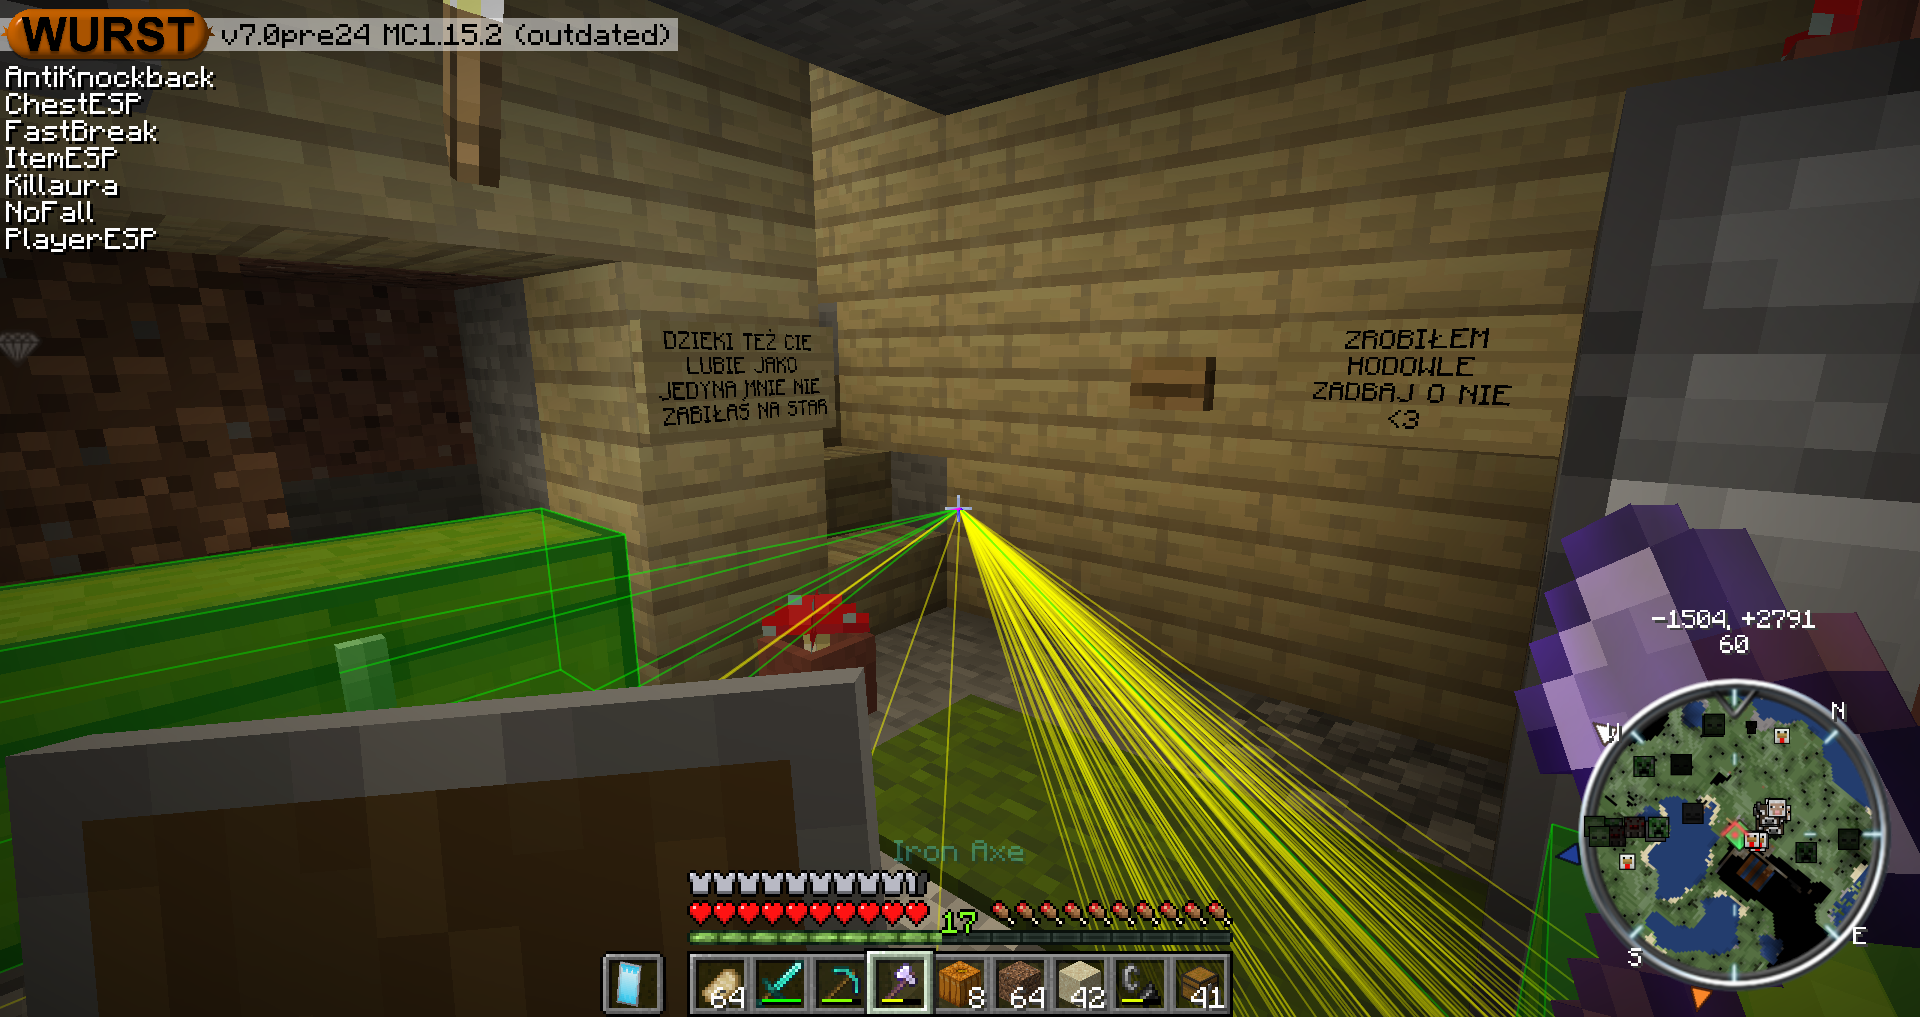 WURST v7.0pre24 MC1.15.2 (outdated)
AntiKnockback
ChestESP
FastBreak
ItemESP
Killaura
NoFall
PlayerESP
DZIEKI TEŻ CIE
LUBIE JAKO
JEDYNA MNIE NIE
ZABIŁAŚ NA STAR
ZROBIŁEM
HODOWLE
ZADBAJ O NIE
<3
-1504, +2791
60
N
W
E
S
Iron Axe
17
64
8
64
42
41